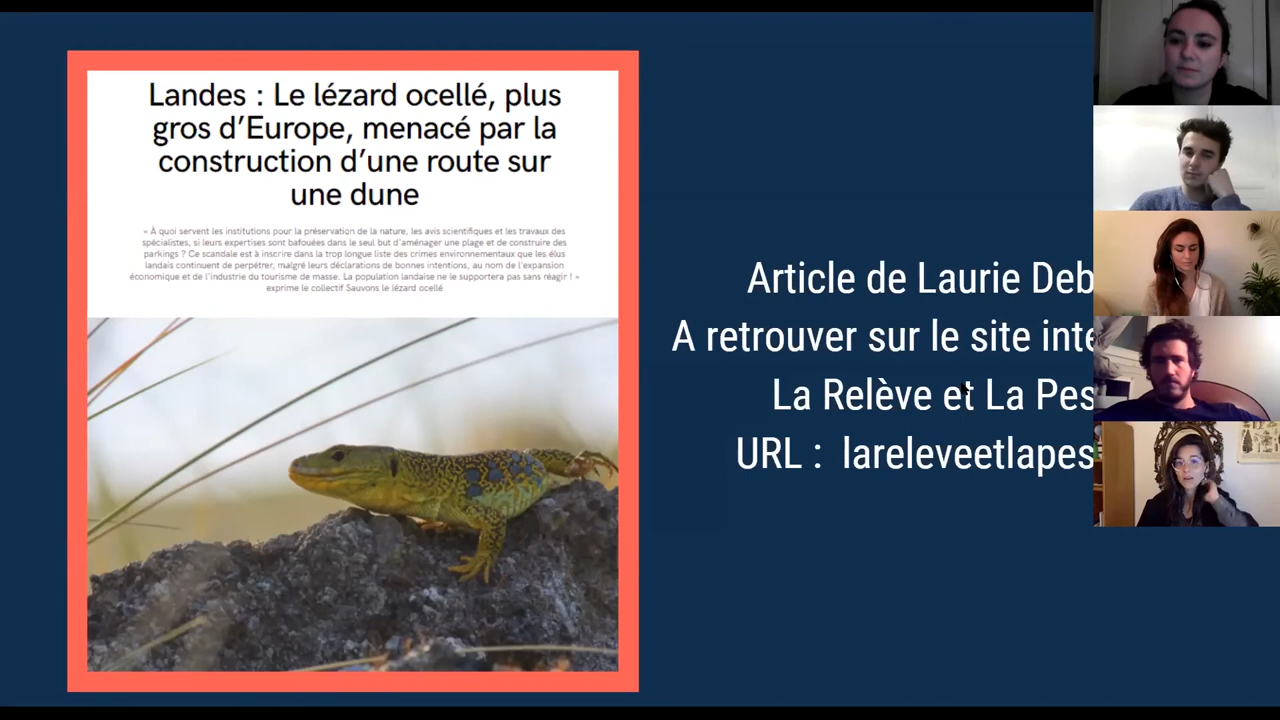 Landes : Le lézard ocellé, plus
gros d’Europe, menacé par la
construction d’une route sur
une dune
« À quoi servent les institutions pour la préservation de la nature, les avis scientifiques et les travaux des
spécialistes, si leurs expertises sont bafouées dans le seul but d’aménager une plage et de construire des
parkings ? Ce scandale est à inscrire dans la trop longue liste des crimes environnementaux que les élus
landais continuent de perpétrer, malgré leurs déclarations de bonnes intentions, au nom de l’expansion
économique et de l’industrie du tourisme de masse. La population landaise ne le supportera pas sans réagir ! »
exprime le collectif Sauvons le lézard ocellé
Article de Laurie Deb
A retrouver sur le site inte
La Relève et La Pes
URL : lareleveetlapes